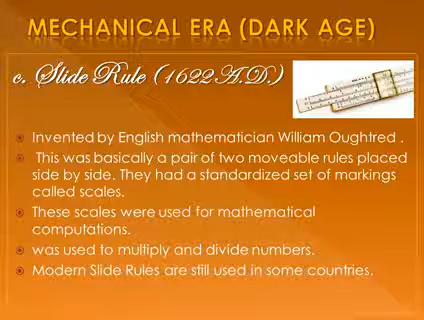 MECHANICAL ERA (DARK AGE)
c. Slide Rule (1622 A.D.)
Invented by English mathematician William Oughtred .
This was basically a pair of two moveable rules placed
side by side. They had a standardized set of markings
called scales.
These scales were used for mathematical
computations.
was used to multiply and divide numbers.
Modern Slide Rules are still used in some countries.